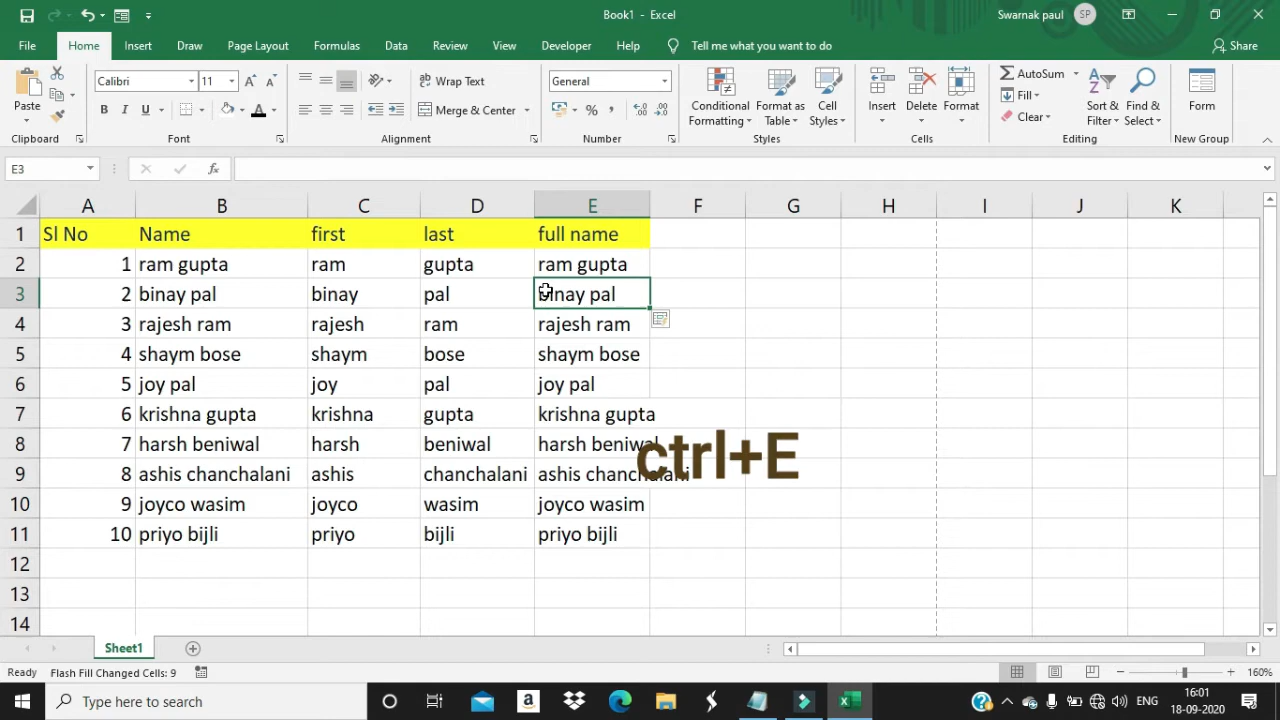 Book1 - Excel
Swarnak paul
SP
File Home Insert Draw Page Layout Formulas Data Review View Developer Help Tell me what you want to do Share
Calibri 11 Wrap Text General AutoSum
Paste Conditional Formatting Format as Table Cell Styles Insert Delete Format Fill Sort & Filter Find & Select Form
B I U A Merge & Center % , Clear
Clipboard Font Alignment Number Styles Cells Editing New Group
E3 fx
A B C D E F G H I J K
1 Sl No Name first last full name
2 1 ram gupta ram gupta ram gupta
3 2 binay pal binay pal binay pal
4 3 rajesh ram rajesh ram rajesh ram
5 4 shaym bose shaym bose shaym bose
6 5 joy pal joy pal joy pal
7 6 krishna gupta krishna gupta krishna gupta
8 7 harsh beniwal harsh beniwal harsh beniwal
ctrl+E
9 8 ashis chanchalani ashis chanchalani ashis chanchalani
10 9 joyco wasim joyco wasim joyco wasim
11 10 priyo bijli priyo bijli priyo bijli
12
13
14
Sheet1
Ready Flash Fill Changed Cells: 9 160%
Type here to search
ENG
16:01
18-09-2020